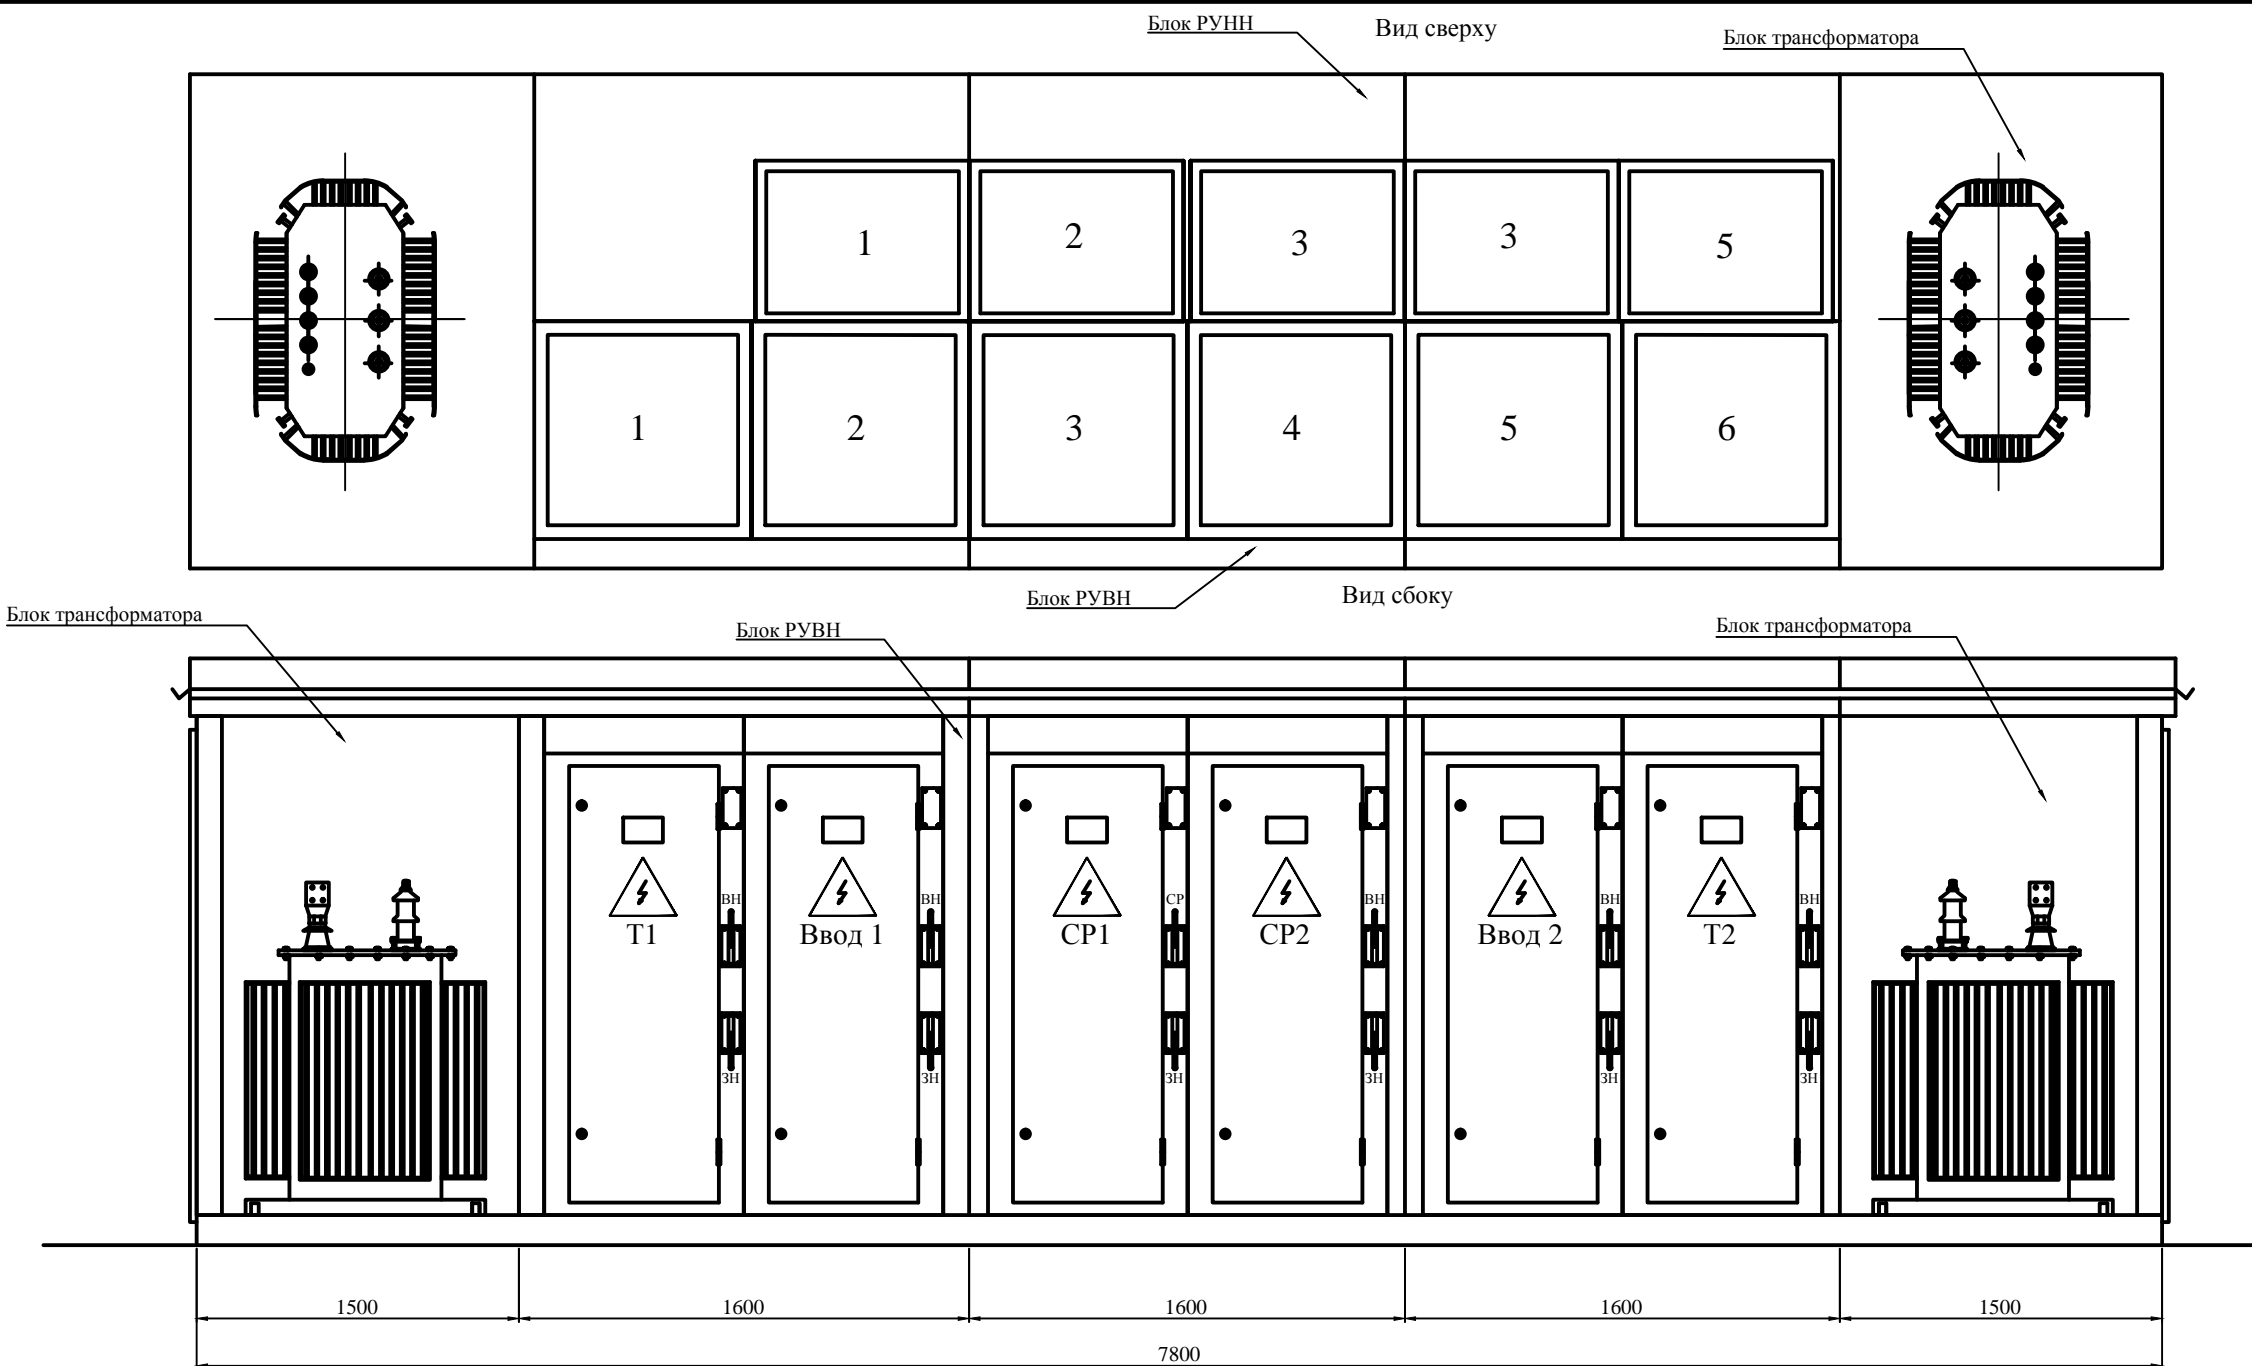 Блок РУНН
Вид сверху
Блок трансформатора
1
2
3
3
5
1
2
3
4
5
6
Блок РУВН
Вид сбоку
Блок трансформатора
Блок РУВН
Блок трансформатора
ВН
ВН
СР
ВН
ВН
ВН
Т1
Ввод 1
СР1
СР2
Ввод 2
Т2
ЗН
ЗН
ЗН
ЗН
ЗН
ЗН
1500
1600
1600
1600
1500
7800